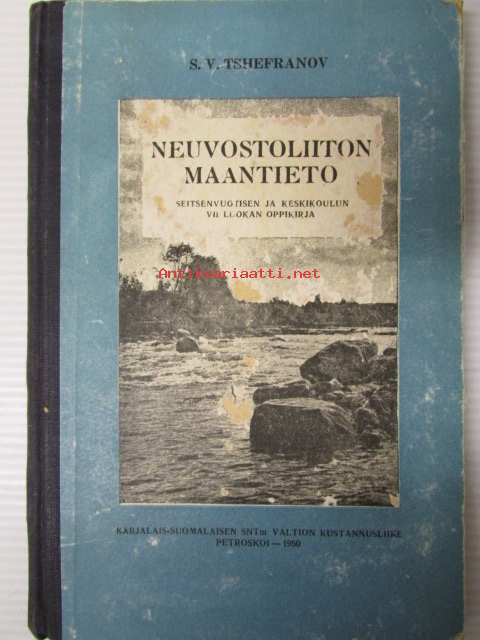 S. V. TSHEFRANOV
NEUVOSTOLIITON
MAANTIETO
SEITSENVUOTISEN JA KESKIKOULUN
VII LUOKAN OPPIKIRJA
Antikvariaatti.net
KARJALAIS-SUOMALAISEN SNT:n VALTION KUSTANNUSLIIKE
PETROSKOI — 1950